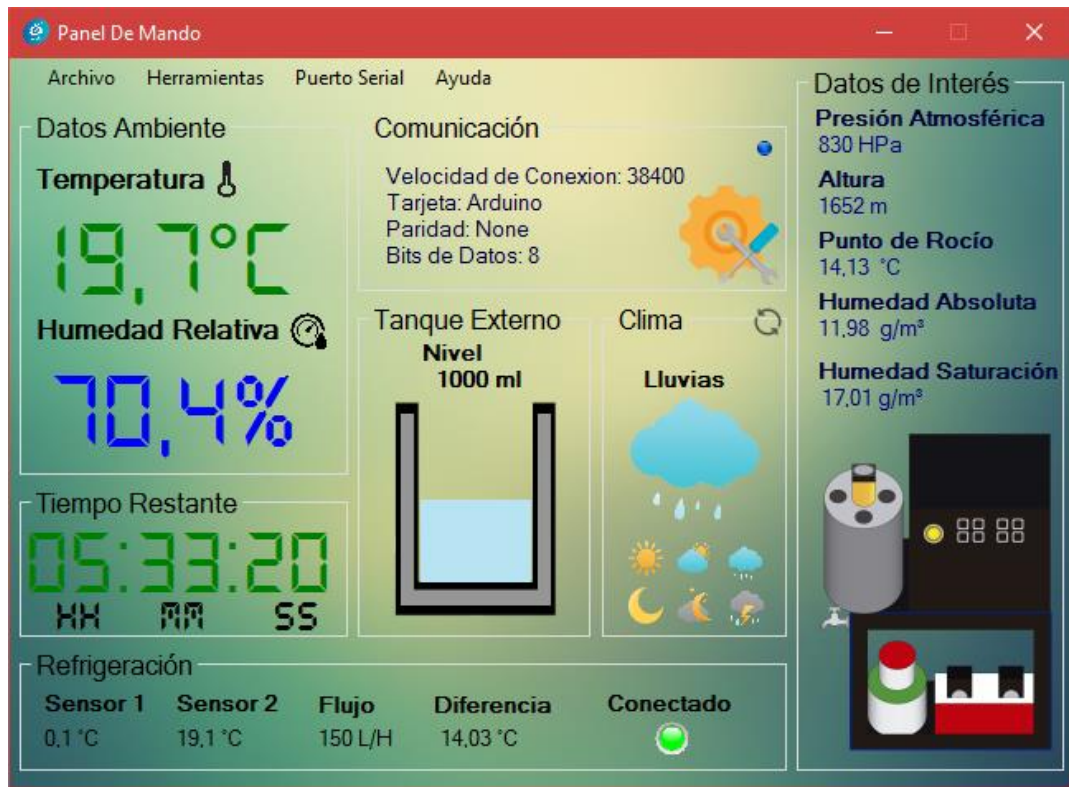 Panel De Mando
Archivo Herramientas Puerto Serial Ayuda
Datos Ambiente
Temperatura
19,7°C
Humedad Relativa
70,4%
Tiempo Restante
05:33:20
HH MM SS
Comunicación
Velocidad de Conexion: 38400
Tarjeta: Arduino
Paridad: None
Bits de Datos: 8
Tanque Externo
Nivel
1000 ml
Clima
Lluvias
Refrigeración
Sensor 1 Sensor 2 Flujo Diferencia Conectado
0,1 °C 19,1 °C 150 L/H 14,03 °C
Datos de Interés
Presión Atmosférica
830 HPa
Altura
1652 m
Punto de Rocío
14,13 °C
Humedad Absoluta
11,98 g/m³
Humedad Saturación
17,01 g/m³